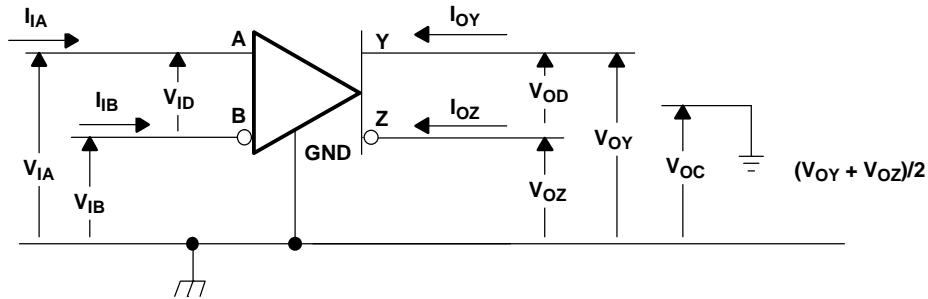 I_IA
A
Y
I_OY
V_ID
I_IB
B
Z
I_OZ
V_OD
GND
V_IA
V_IB
V_OZ
V_OY
V_OC
(V_OY + V_OZ)/2